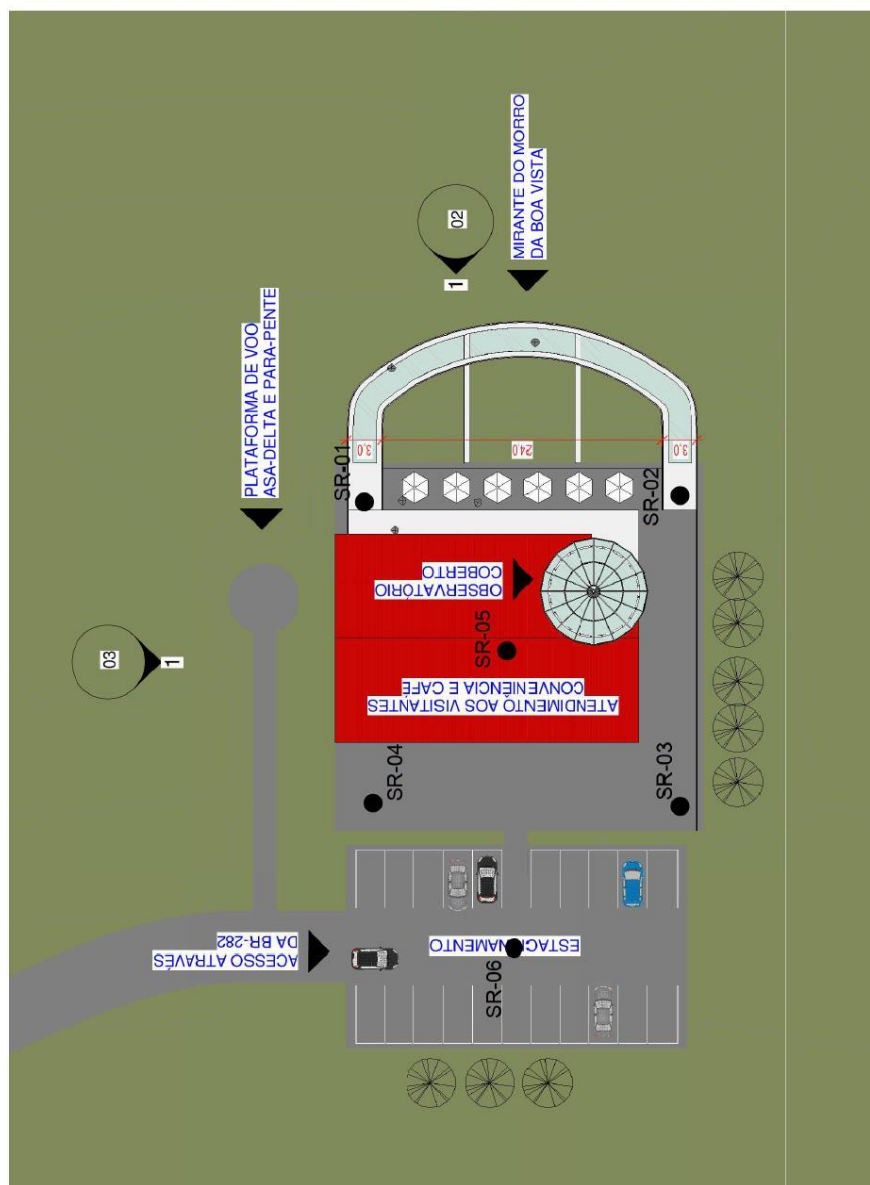 MIRANTE DO MORRO
DA BOA VISTA
02
1
PLATAFORMA DE VOO
ASA-DELTA E PARA-PENTE
03
1
3,0
24,0
3,0
SR-01
SR-02
OBSERVATÓRIO
COBERTO
SR-05
ATENDIMENTO AOS VISITANTES
CONVENIÊNCIA E CAFÉ
SR-04
SR-03
ACESSO ATRAVÉS
DA BR-282
ESTACIONAMENTO
SR-06